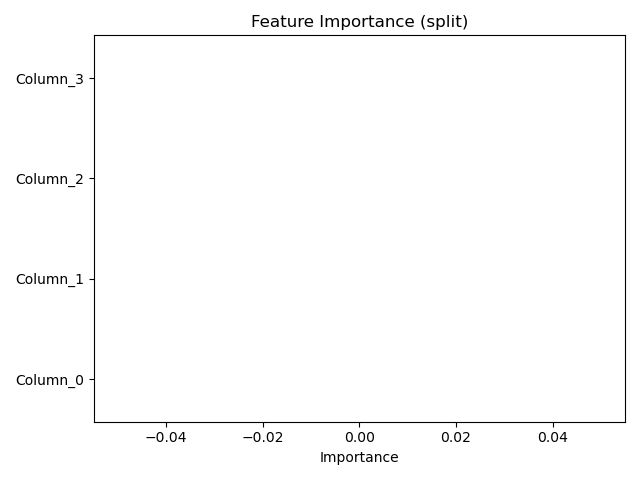 Feature Importance (split)
Column_3
Column_2
Column_1
Column_0
−0.04 −0.02 0.00 0.02 0.04
Importance